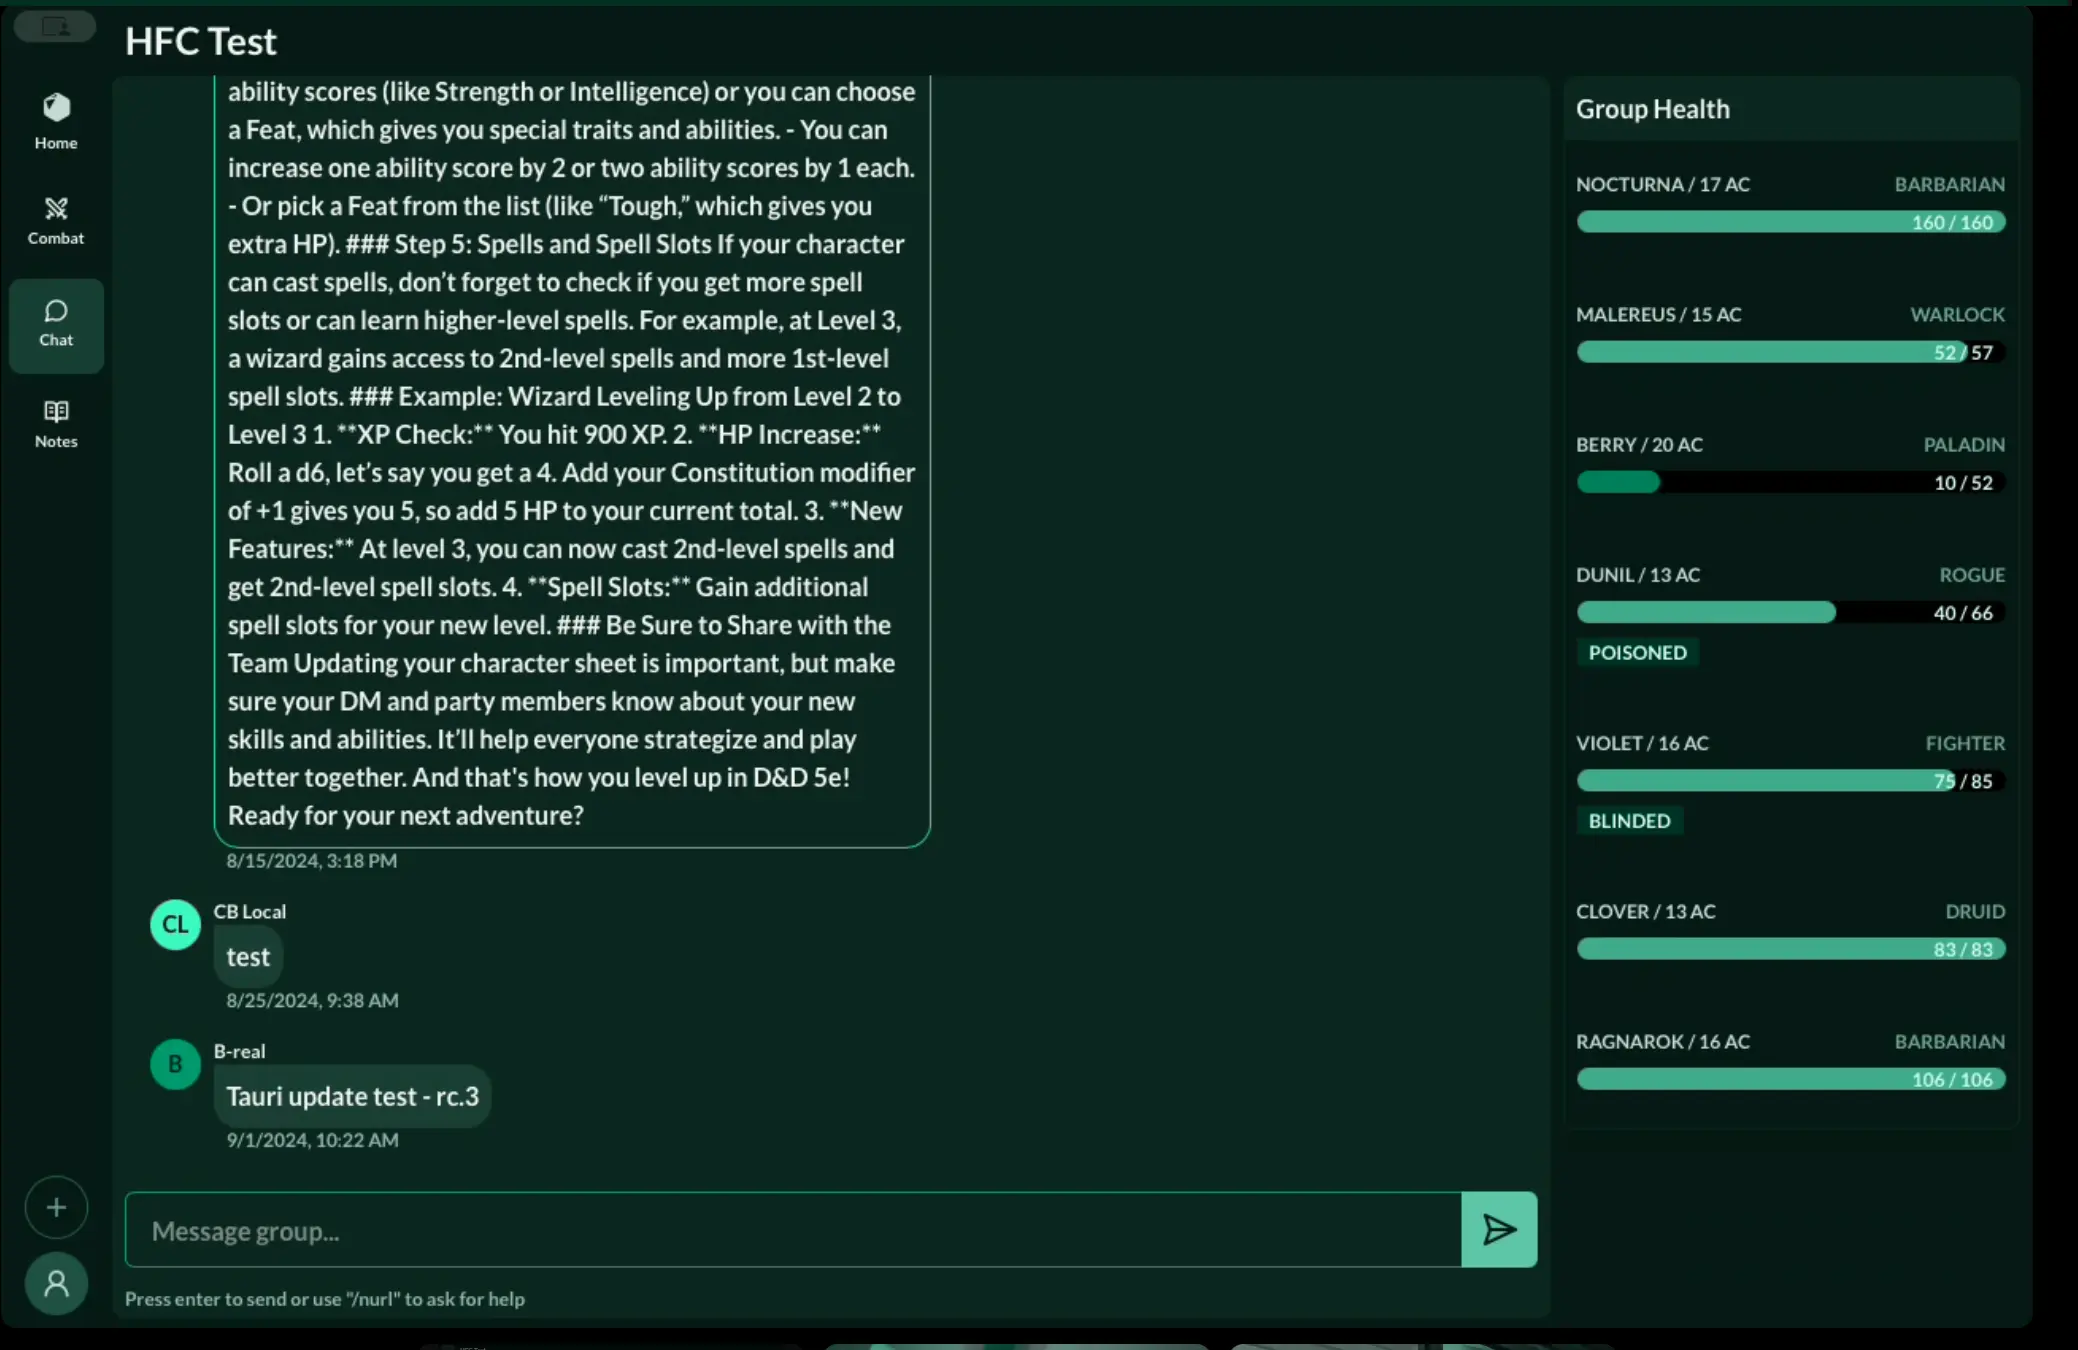 HFC Test
Home
Combat
Chat
Notes
ability scores (like Strength or Intelligence) or you can choose
a Feat, which gives you special traits and abilities. - You can
increase one ability score by 2 or two ability scores by 1 each.
- Or pick a Feat from the list (like “Tough,” which gives you
extra HP). ### Step 5: Spells and Spell Slots If your character
can cast spells, don’t forget to check if you get more spell
slots or can learn higher-level spells. For example, at Level 3,
a wizard gains access to 2nd-level spells and more 1st-level
spell slots. ### Example: Wizard Leveling Up from Level 2 to
Level 3 1. **XP Check:** You hit 900 XP. 2. **HP Increase:**
Roll a d6, let’s say you get a 4. Add your Constitution modifier
of +1 gives you 5, so add 5 HP to your current total. 3. **New
Features:** At level 3, you can now cast 2nd-level spells and
get 2nd-level spell slots. 4. **Spell Slots:** Gain additional
spell slots for your new level. ### Be Sure to Share with the
Team Updating your character sheet is important, but make
sure your DM and party members know about your new
skills and abilities. It’ll help everyone strategize and play
better together. And that's how you level up in D&D 5e!
Ready for your next adventure?
8/15/2024, 3:18 PM
CL
CB Local
test
8/25/2024, 9:38 AM
B
B-real
Tauri update test - rc.3
9/1/2024, 10:22 AM
Message group...
Press enter to send or use "/nurl" to ask for help
Group Health
NOCTURNA / 17 AC BARBARIAN
160 / 160
MALEREUS / 15 AC WARLOCK
52 / 57
BERRY / 20 AC PALADIN
10 / 52
DUNIL / 13 AC ROGUE
40 / 66
POISONED
VIOLET / 16 AC FIGHTER
75 / 85
BLINDED
CLOVER / 13 AC DRUID
83 / 83
RAGNAROK / 16 AC BARBARIAN
106 / 106